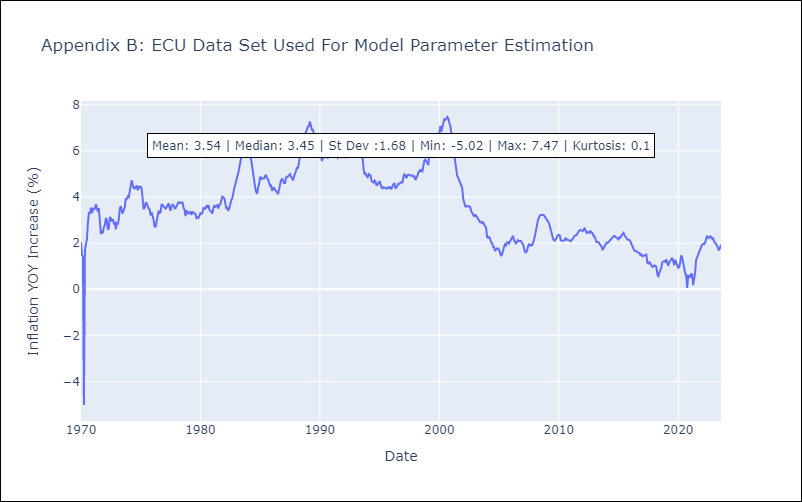 Appendix B: ECU Data Set Used For Model Parameter Estimation
8
Mean: 3.54 | Median: 3.45 | St Dev :1.68 | Min: -5.02 | Max: 7.47 | Kurtosis: 0.1
6
4
2
0
−2
−4
Inflation YOY Increase (%)
1970 1980 1990 2000 2010 2020
Date